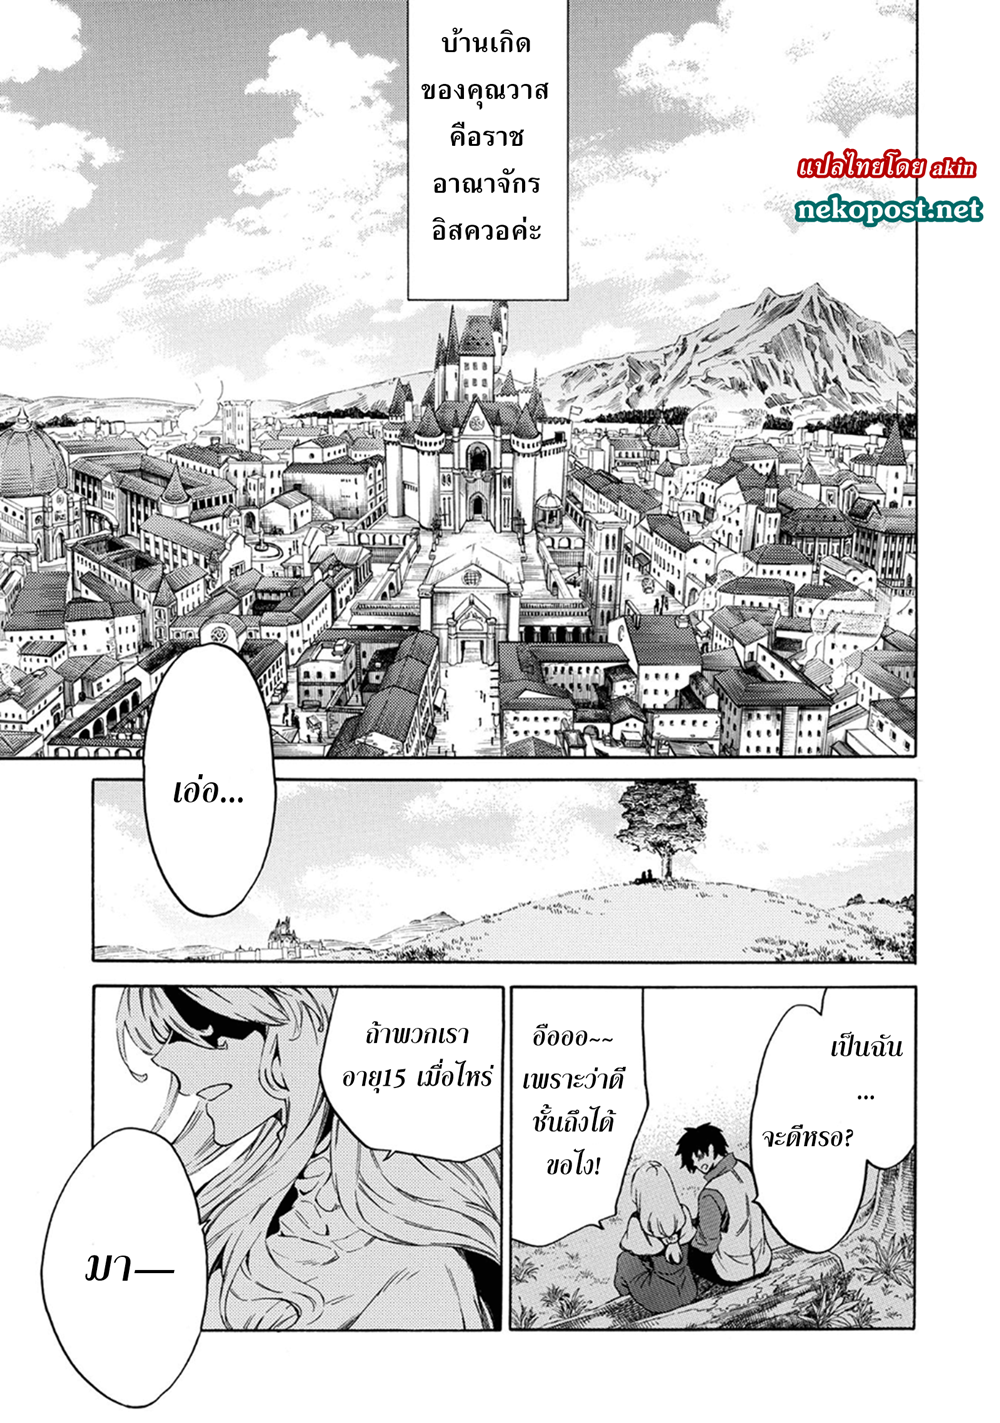 บ้านเกิด
ของคุณวาส
คือราช
อาณาจักร
อิสควอค่ะ
แปลไทยโดย akin
nekopost.net
เอ่อ...
เป็นฉัน
...
จะดีหรอ?
อืออออ~~
เพราะว่าดี
ชั้นถึงได้
ขอไง!
ถ้าพวกเรา
อายุ15 เมื่อไหร่
มา—